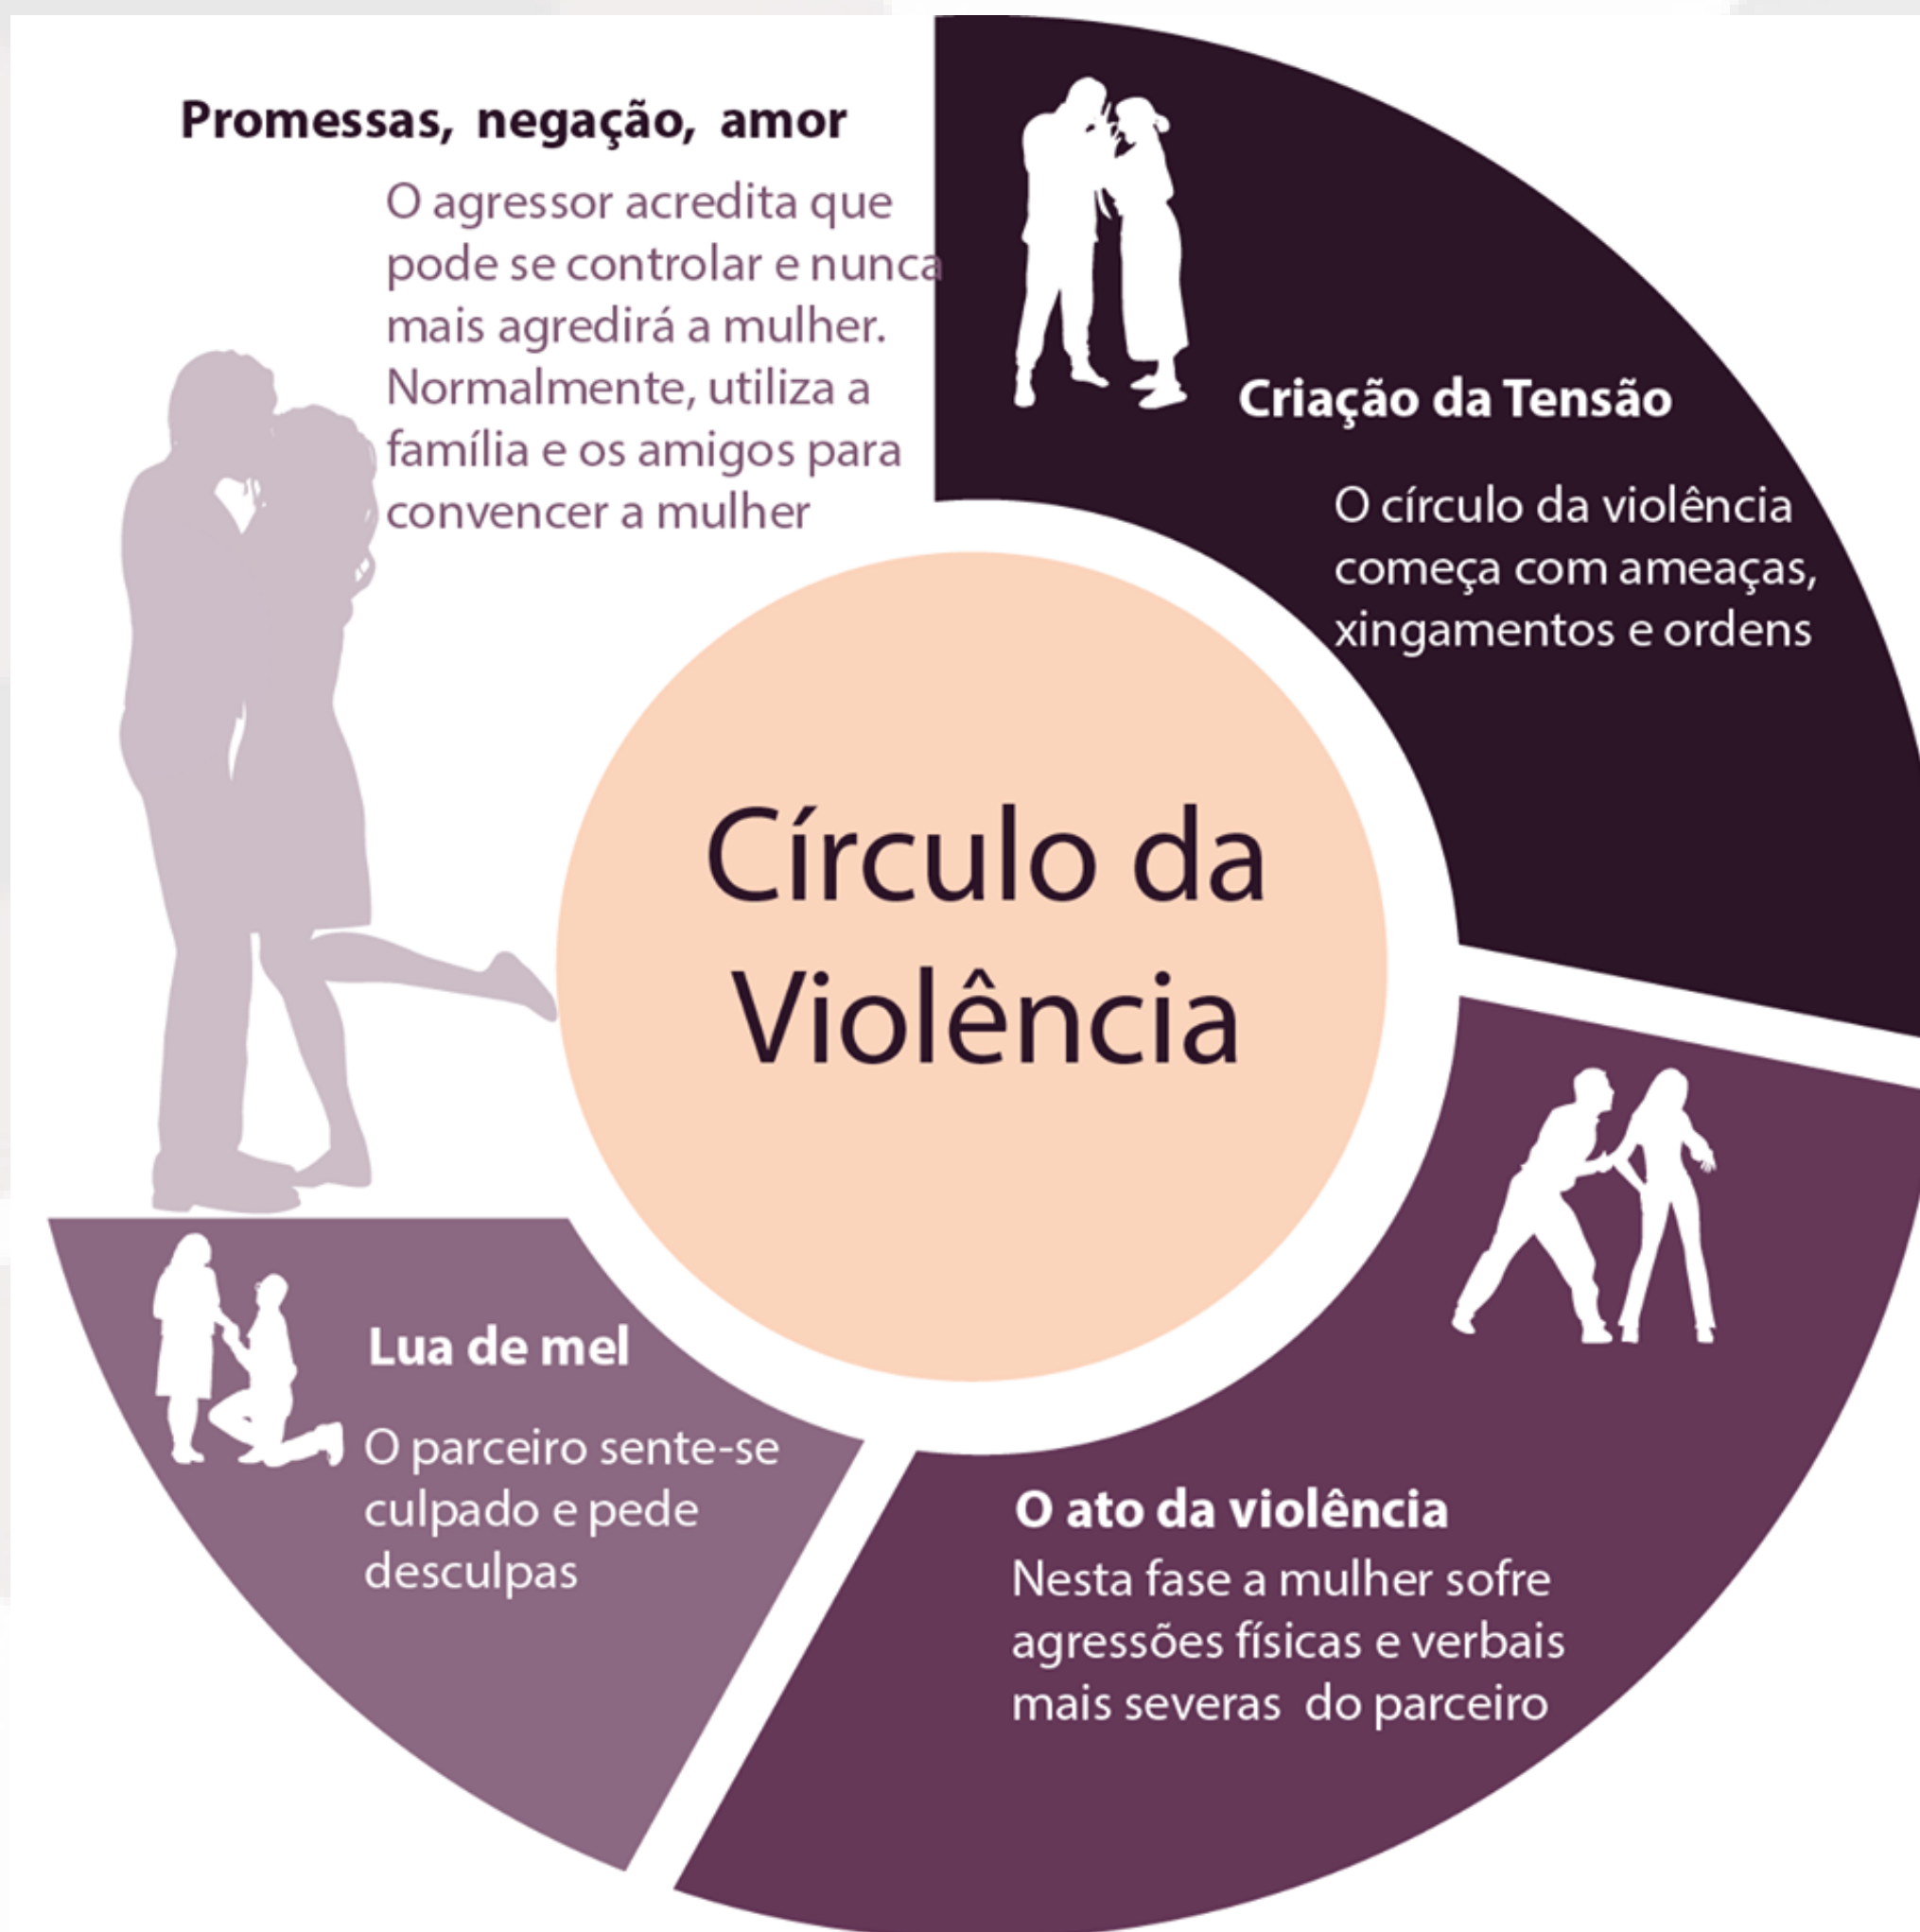 Promessas, negação, amor
O agressor acredita que
pode se controlar e nunca
mais agredirá a mulher.
Normalmente, utiliza a
família e os amigos para
convencer a mulher
Criação da Tensão
O círculo da violência
começa com ameaças,
xingamentos e ordens
Círculo da
Violência
Lua de mel
O parceiro sente-se
culpado e pede
desculpas
O ato da violência
Nesta fase a mulher sofre
agressões físicas e verbais
mais severas do parceiro